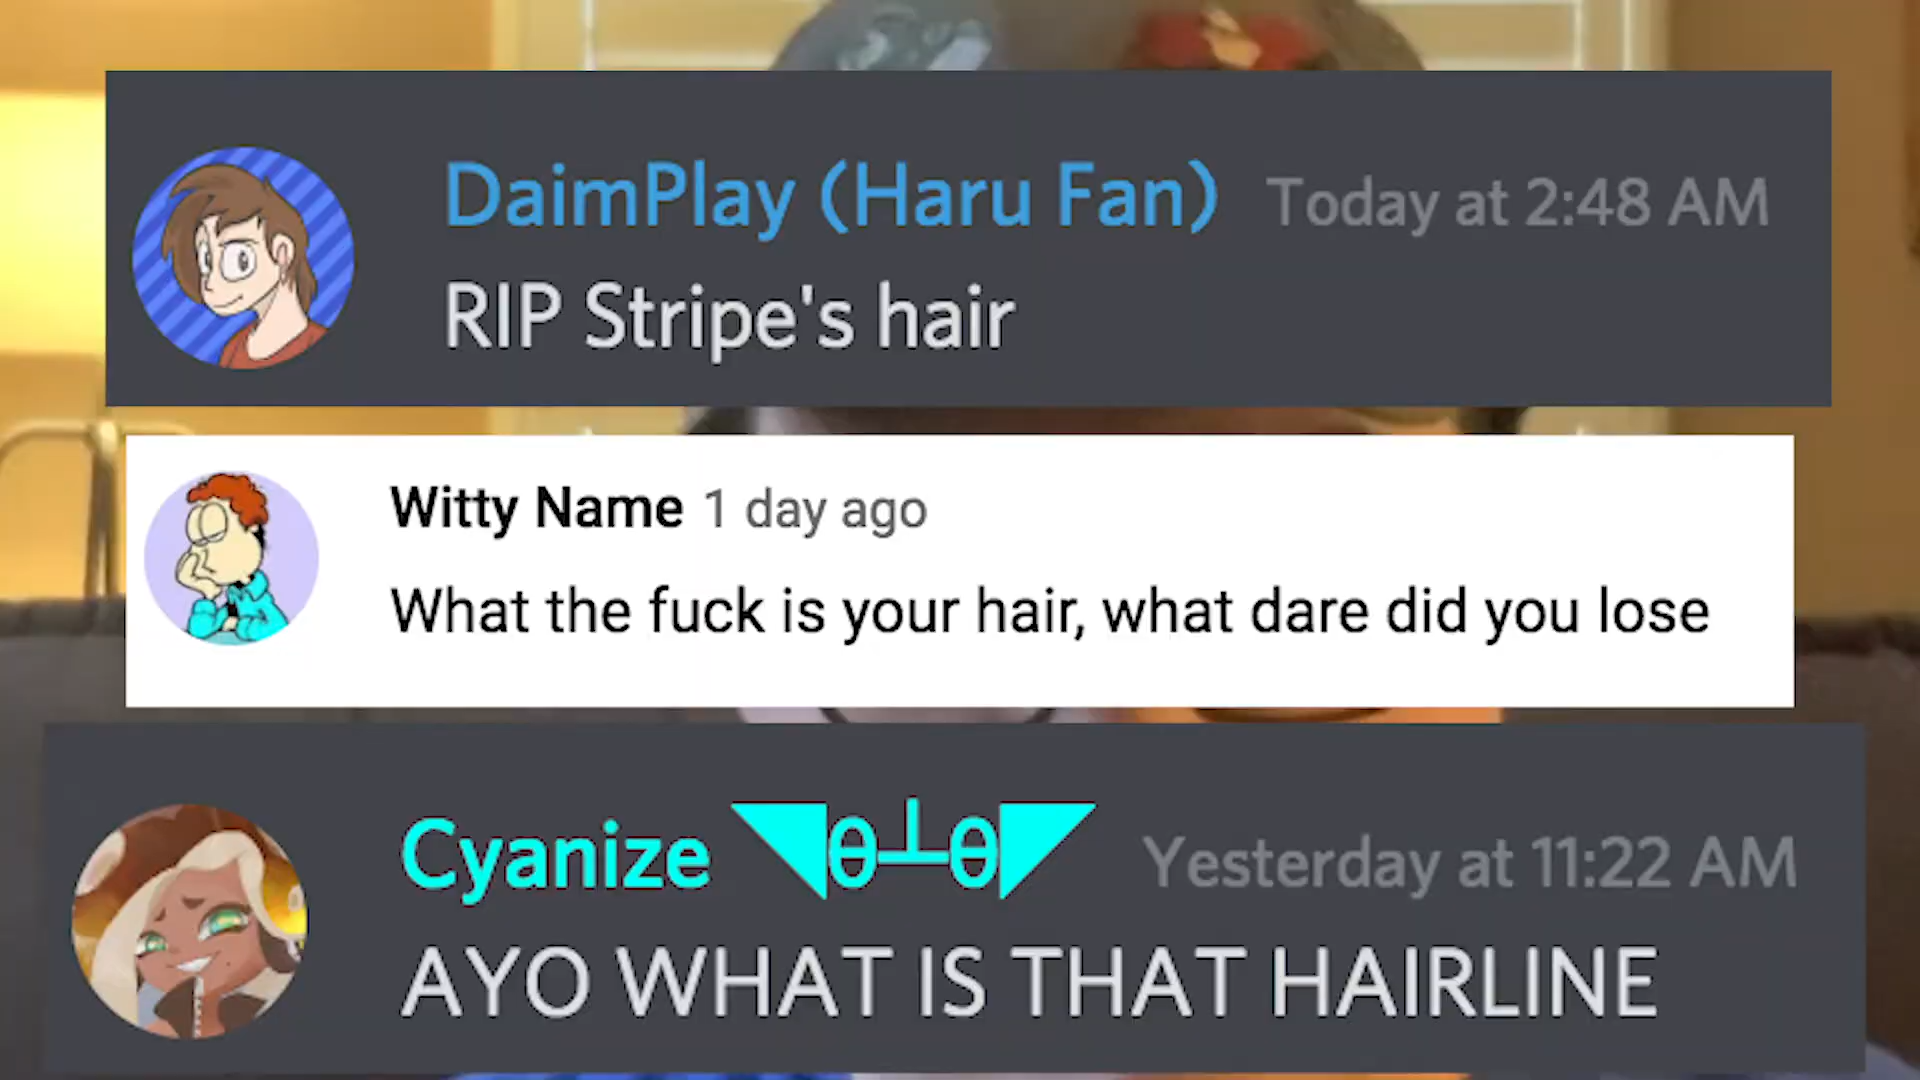 DaimPlay (Haru Fan) Today at 2:48 AM
RIP Stripe's hair
Witty Name 1 day ago
What the fuck is your hair, what dare did you lose
Cyanize ◥θ┴θ◤ Yesterday at 11:22 AM
AYO WHAT IS THAT HAIRLINE